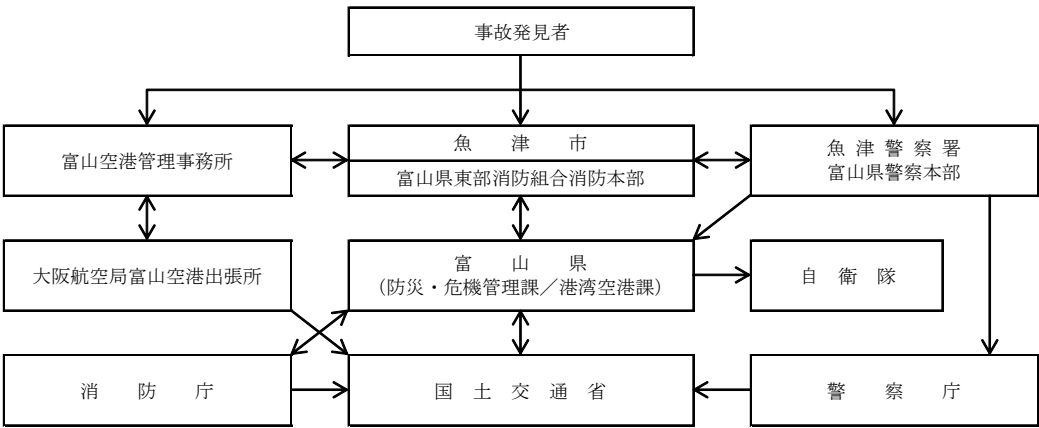 事故発見者
富山空港管理事務所
魚津市
富山県東部消防組合消防本部
魚津警察署
富山県警察本部
大阪航空局富山空港出張所
富山県
（防災・危機管理課／港湾空港課）
自衛隊
消防庁
国土交通省
警察庁